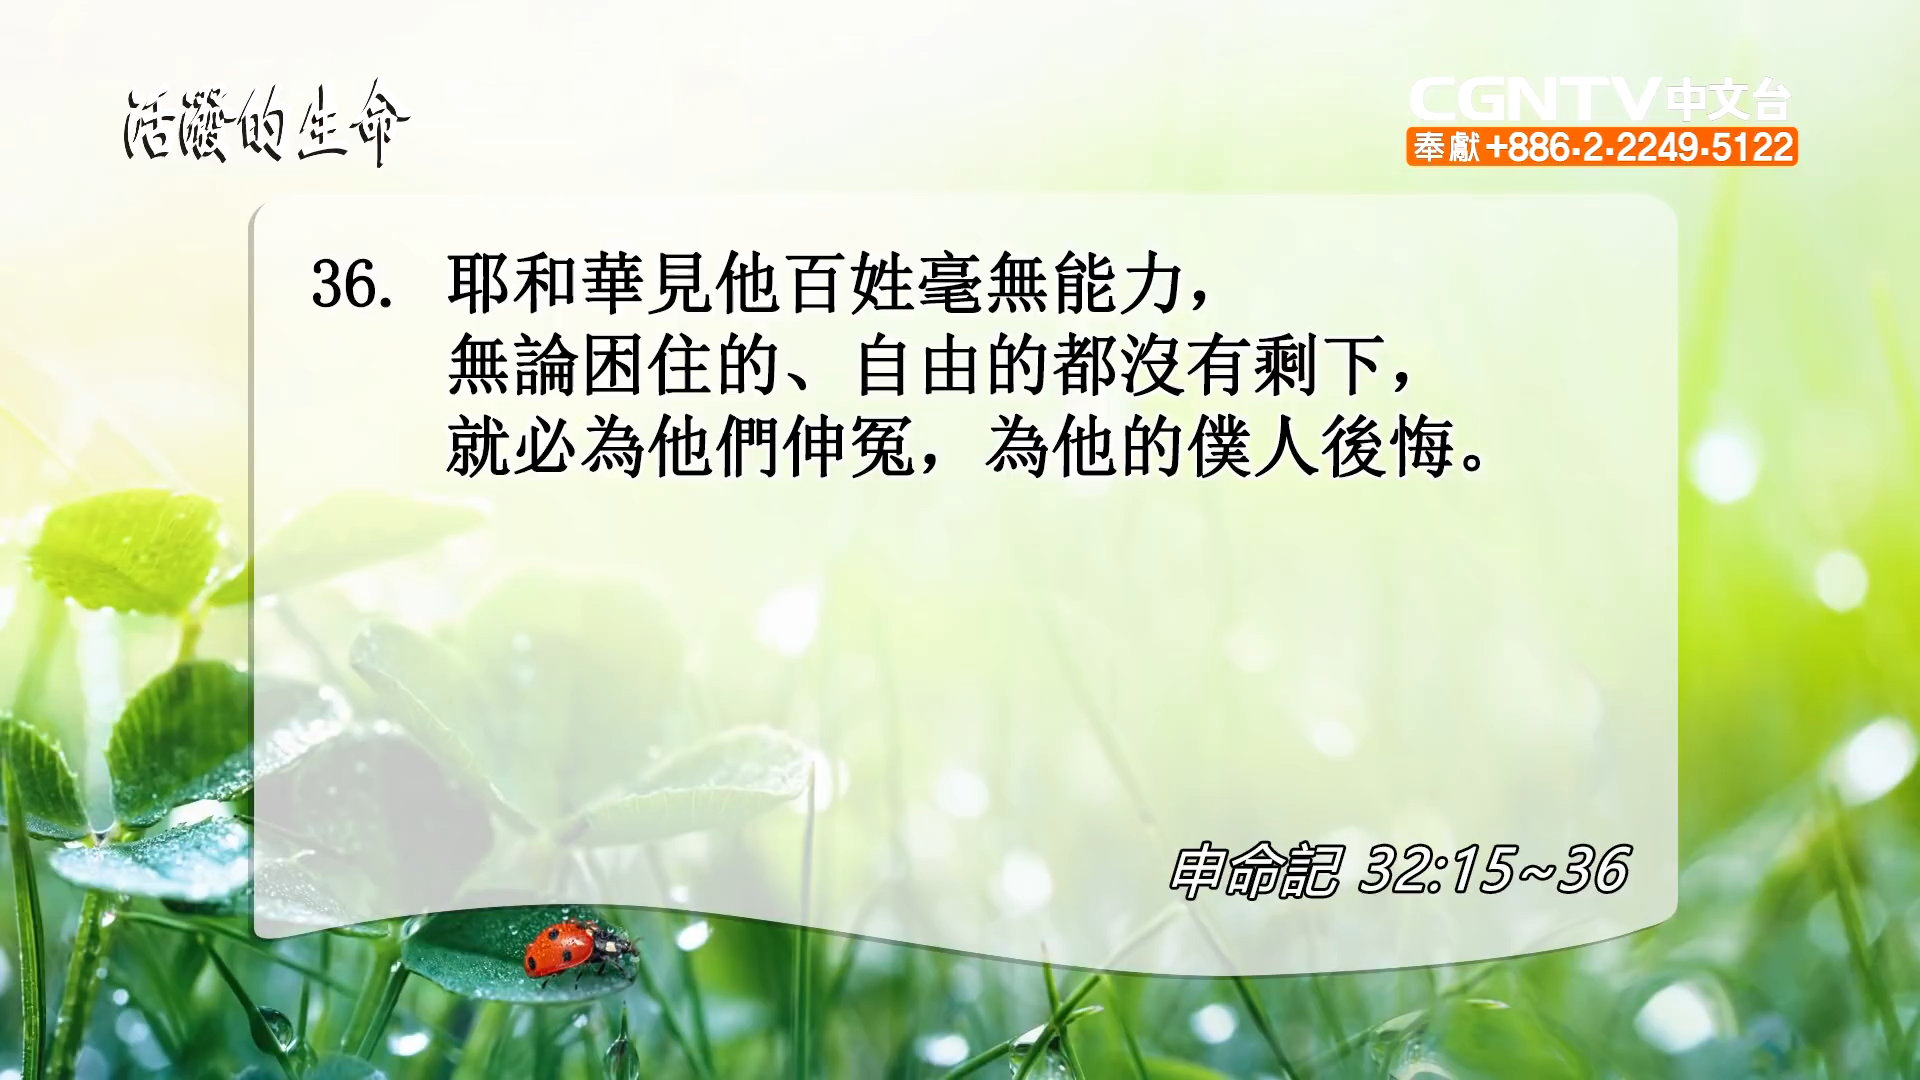 活潑的生命
CGNTV中文台
奉獻+886·2·2249·5122
36. 耶和華見他百姓毫無能力，
無論困住的、自由的都沒有剩下，
就必為他們伸冤，為他的僕人後悔。
申命記 32:15~36